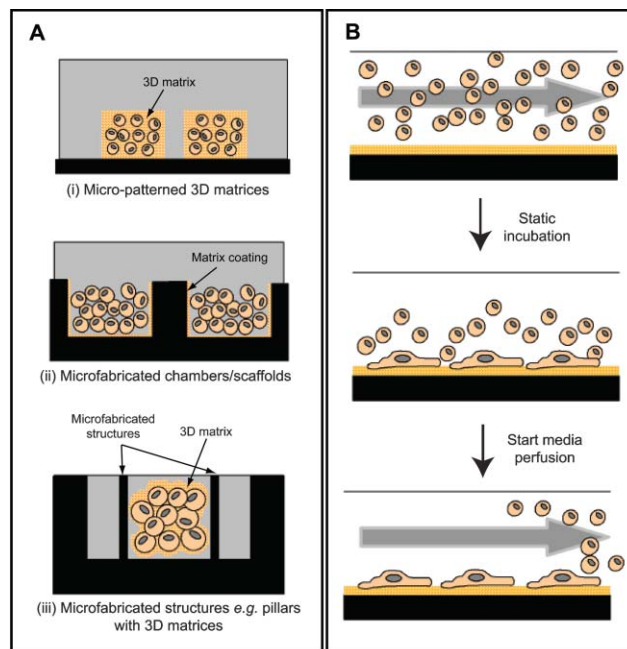 A
3D matrix
(i) Micro-patterned 3D matrices
Matrix coating
(ii) Microfabricated chambers/scaffolds
Microfabricated
structures
3D matrix
(iii) Microfabricated structures e.g. pillars
with 3D matrices
B
Static
incubation
Start media
perfusion